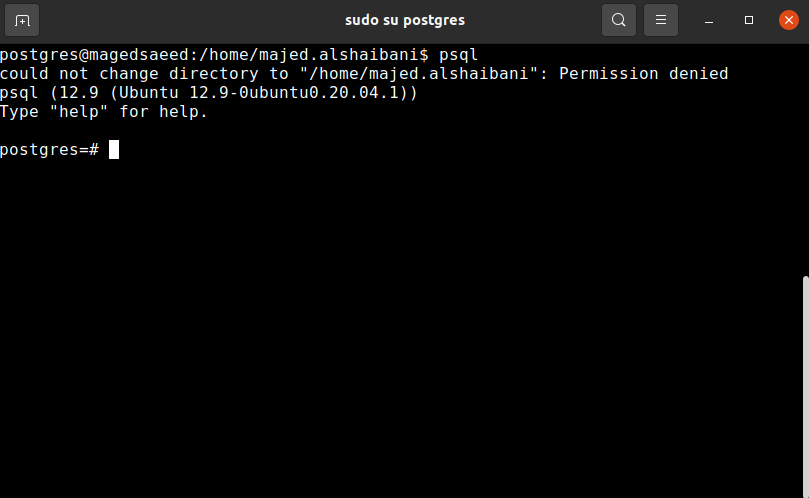 sudo su postgres
postgres@magedsaeed:/home/majed.alshaibani$ psql
could not change directory to "/home/majed.alshaibani": Permission denied
psql (12.9 (Ubuntu 12.9-0ubuntu0.20.04.1))
Type "help" for help.
postgres=#